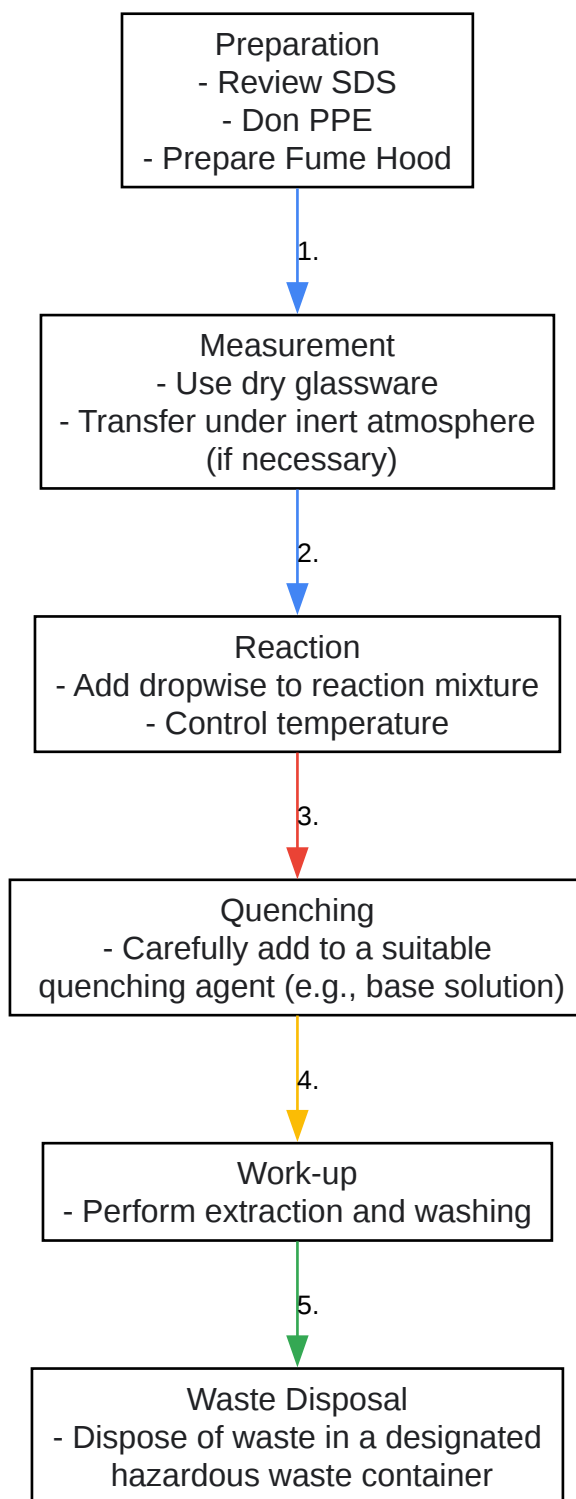 Preparation
- Review SDS
- Don PPE
- Prepare Fume Hood
1.
Measurement
- Use dry glassware
- Transfer under inert atmosphere
(if necessary)
2.
Reaction
- Add dropwise to reaction mixture
- Control temperature
3.
Quenching
- Carefully add to a suitable
quenching agent (e.g., base solution)
4.
Work-up
- Perform extraction and washing
5.
Waste Disposal
- Dispose of waste in a designated
hazardous waste container